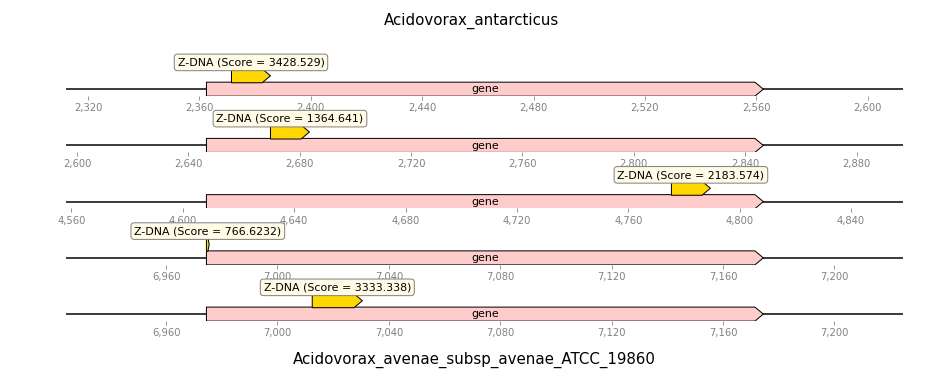 Acidovorax_antarcticus
Z-DNA (Score = 3428.529)
gene
2,320 2,360 2,400 2,440 2,480 2,520 2,560 2,600
Z-DNA (Score = 1364.641)
gene
2,600 2,640 2,680 2,720 2,760 2,800 2,840 2,880
Z-DNA (Score = 2183.574)
gene
4,560 4,600 4,640 4,680 4,720 4,760 4,800 4,840
Z-DNA (Score = 766.6232)
gene
6,960 7,000 7,040 7,080 7,120 7,160 7,200
Z-DNA (Score = 3333.338)
gene
6,960 7,000 7,040 7,080 7,120 7,160 7,200
Acidovorax_avenae_subsp_avenae_ATCC_19860